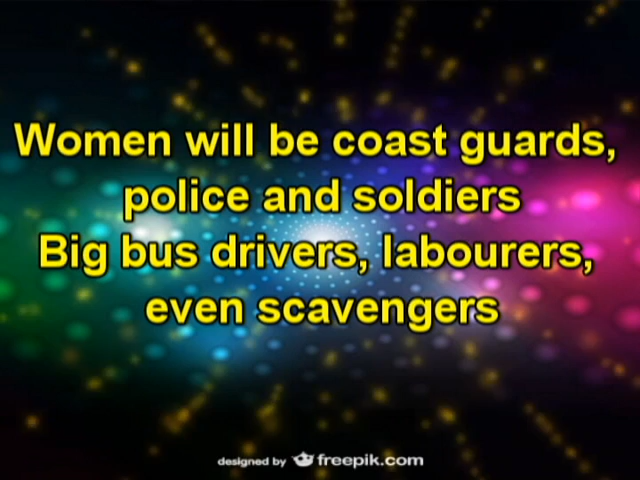 Women will be coast guards,
police and soldiers
Big bus drivers, labourers,
even scavengers
designed by freepik.com